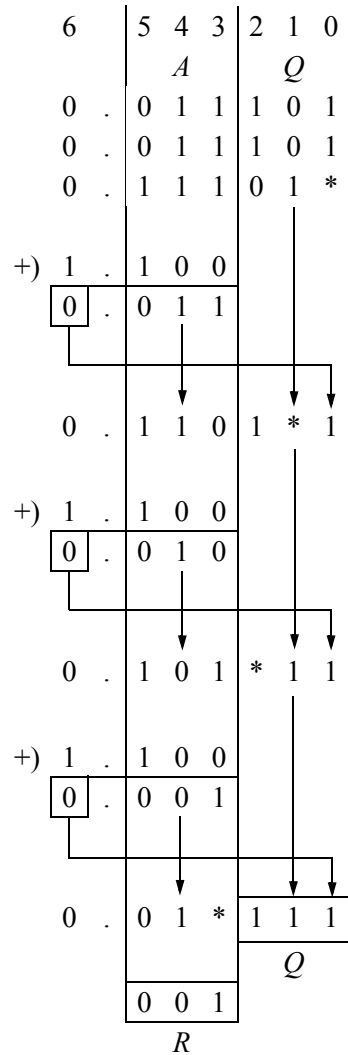 6 5 4 3 2 1 0
A Q
0 . 0 1 1 1 0 1
0 . 0 1 1 1 0 1
0 . 1 1 1 0 1 *
+) 1 . 1 0 0
0 . 0 1 1
0 . 1 1 0 1 * 1
+) 1 . 1 0 0
0 . 0 1 0
0 . 1 0 1 * 1 1
+) 1 . 1 0 0
0 . 0 0 1
0 . 0 1 * 1 1 1
Q
0 0 1
R